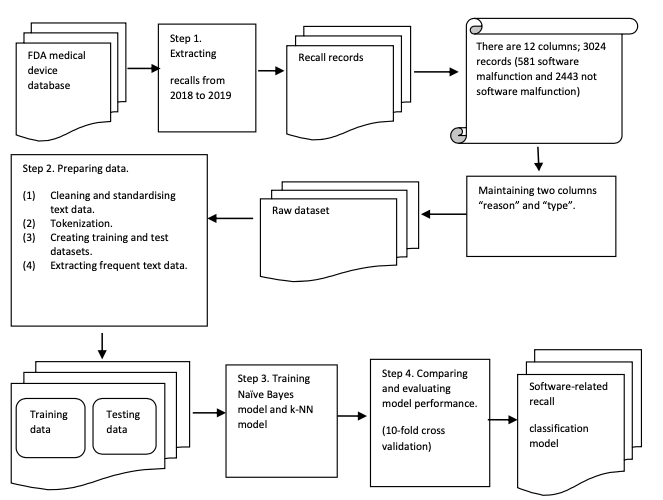 FDA medical
device
database
Step 1.
Extracting
recalls from
2018 to 2019
Recall records
There are 12 columns; 3024
records (581 software
malfunction and 2443 not
software malfunction)
Maintaining two columns
“reason” and “type”.
Raw dataset
Step 2. Preparing data.
(1) Cleaning and standardising
text data.
(2) Tokenization.
(3) Creating training and test
datasets.
(4) Extracting frequent text data.
Training
data
Testing
data
Step 3. Training
Naïve Bayes
model and k-NN
model
Step 4. Comparing
and evaluating
model performance.
(10-fold cross
validation)
Software-related
recall
classification
model